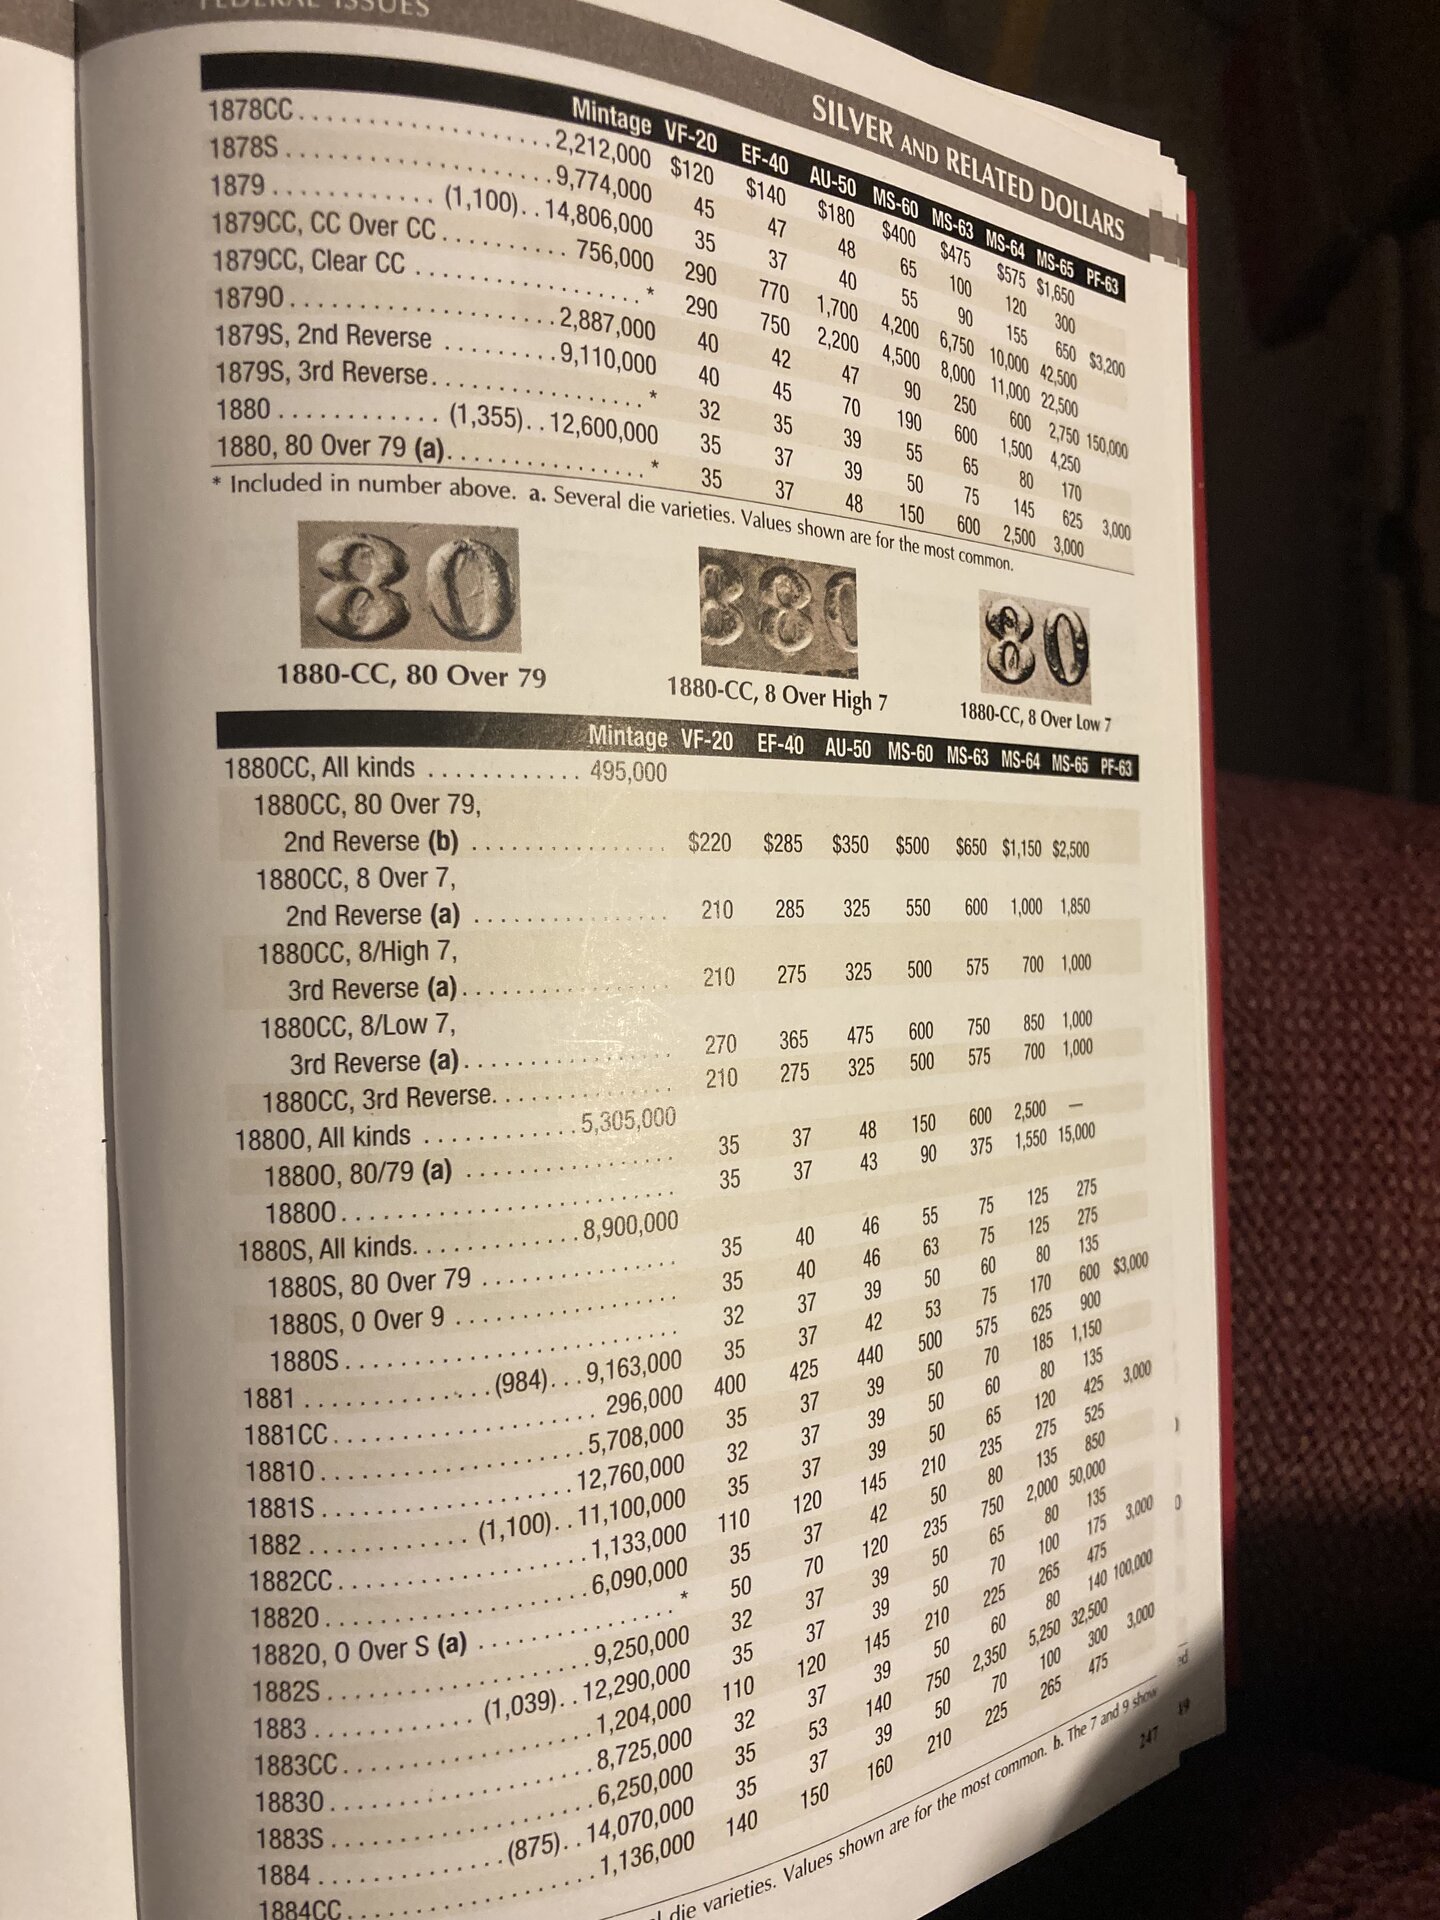 FEDERAL ISSUES
SILVER AND RELATED DOLLARS
Mintage VF-20 EF-40 AU-50 MS-60 MS-63 MS-64 MS-65 PF-63
1878CC . . . . . 2,212,000 $120 $140 $180 $400 $475 $575 $1,650
1878S . . . . . 9,774,000 45 47 48 65 100 120 300
1879 . . . . . (1,100) . . 14,806,000 35 37 40 55 90 155 650 $3,200
1879CC, CC Over CC . . . . . 756,000 290 770 1,700 4,200 6,750 10,000 42,500
1879CC, Clear CC . . . . . * 290 750 2,200 4,500 8,000 11,000 22,500
1879O . . . . . 2,887,000 40 42 47 90 250 600 2,750 150,000
1879S, 2nd Reverse . . . . . 9,110,000 40 45 70 190 600 1,500 4,250
1879S, 3rd Reverse . . . . . * 32 35 39 55 65 80 170
1880 . . . . . (1,355) . . 12,600,000 35 37 39 50 75 145 625 3,000
1880, 80 Over 79 (a) . . . . . * 35 37 48 150 600 2,500 3,000
* Included in number above. a. Several die varieties. Values shown are for the most common.
1880-CC, 80 Over 79
1880-CC, 8 Over High 7
1880-CC, 8 Over Low 7
Mintage VF-20 EF-40 AU-50 MS-60 MS-63 MS-64 MS-65 PF-63
1880CC, All kinds . . . . . 495,000
1880CC, 80 Over 79,
2nd Reverse (b) . . . . . $220 $285 $350 $500 $650 $1,150 $2,500
1880CC, 8 Over 7,
2nd Reverse (a) . . . . . 210 285 325 550 600 1,000 1,850
1880CC, 8/High 7,
3rd Reverse (a) . . . . . 210 275 325 500 575 700 1,000
1880CC, 8/Low 7,
3rd Reverse (a) . . . . . 270 365 475 600 750 850 1,000
1880CC, 3rd Reverse . . . . . 210 275 325 500 575 700 1,000
1880O, All kinds . . . . . 5,305,000
1880O, 80/79 (a) . . . . . 35 37 48 150 600 2,500 —
1880O . . . . . 35 37 43 90 375 1,550 15,000
1880S, All kinds . . . . . 8,900,000
1880S, 80 Over 79 . . . . . 35 40 46 55 75 125 275
1880S, 0 Over 9 . . . . . 35 40 46 63 75 125 275
1880S . . . . . 32 37 39 50 60 80 135
1881 . . . . . (984) . . . 9,163,000 35 37 42 53 75 170 600 $3,000
1881CC . . . . . 296,000 400 425 440 500 575 625 900
1881O . . . . . 5,708,000 35 37 39 50 70 185 1,150
1881S . . . . . 12,760,000 32 37 39 50 60 80 135
1882 . . . . . (1,100) . . 11,100,000 35 37 39 50 65 120 425 3,000
1882CC . . . . . 1,133,000 110 120 145 210 235 275 525
1882O . . . . . 6,090,000 35 37 42 50 80 135 850
1882O, O Over S (a) . . . . . * 50 70 120 235 750 2,000 50,000
1882S . . . . . 9,250,000 32 37 39 50 65 80 135
1883 . . . . . (1,039) . . 12,290,000 35 37 39 50 70 100 175 3,000
1883CC . . . . . 1,204,000 110 120 145 210 225 265 475
1883O . . . . . 8,725,000 32 37 39 50 60 80 140 100,000
1883S . . . . . 6,250,000 35 53 140 750 2,350 5,250 32,500
1884 . . . . . (875) . . 14,070,000 35 37 39 50 70 100 300 3,000
1884CC . . . . . 1,136,000 140 150 160 210 225 265 475
die varieties. Values shown are for the most common. b. The 7 and 9 show
247